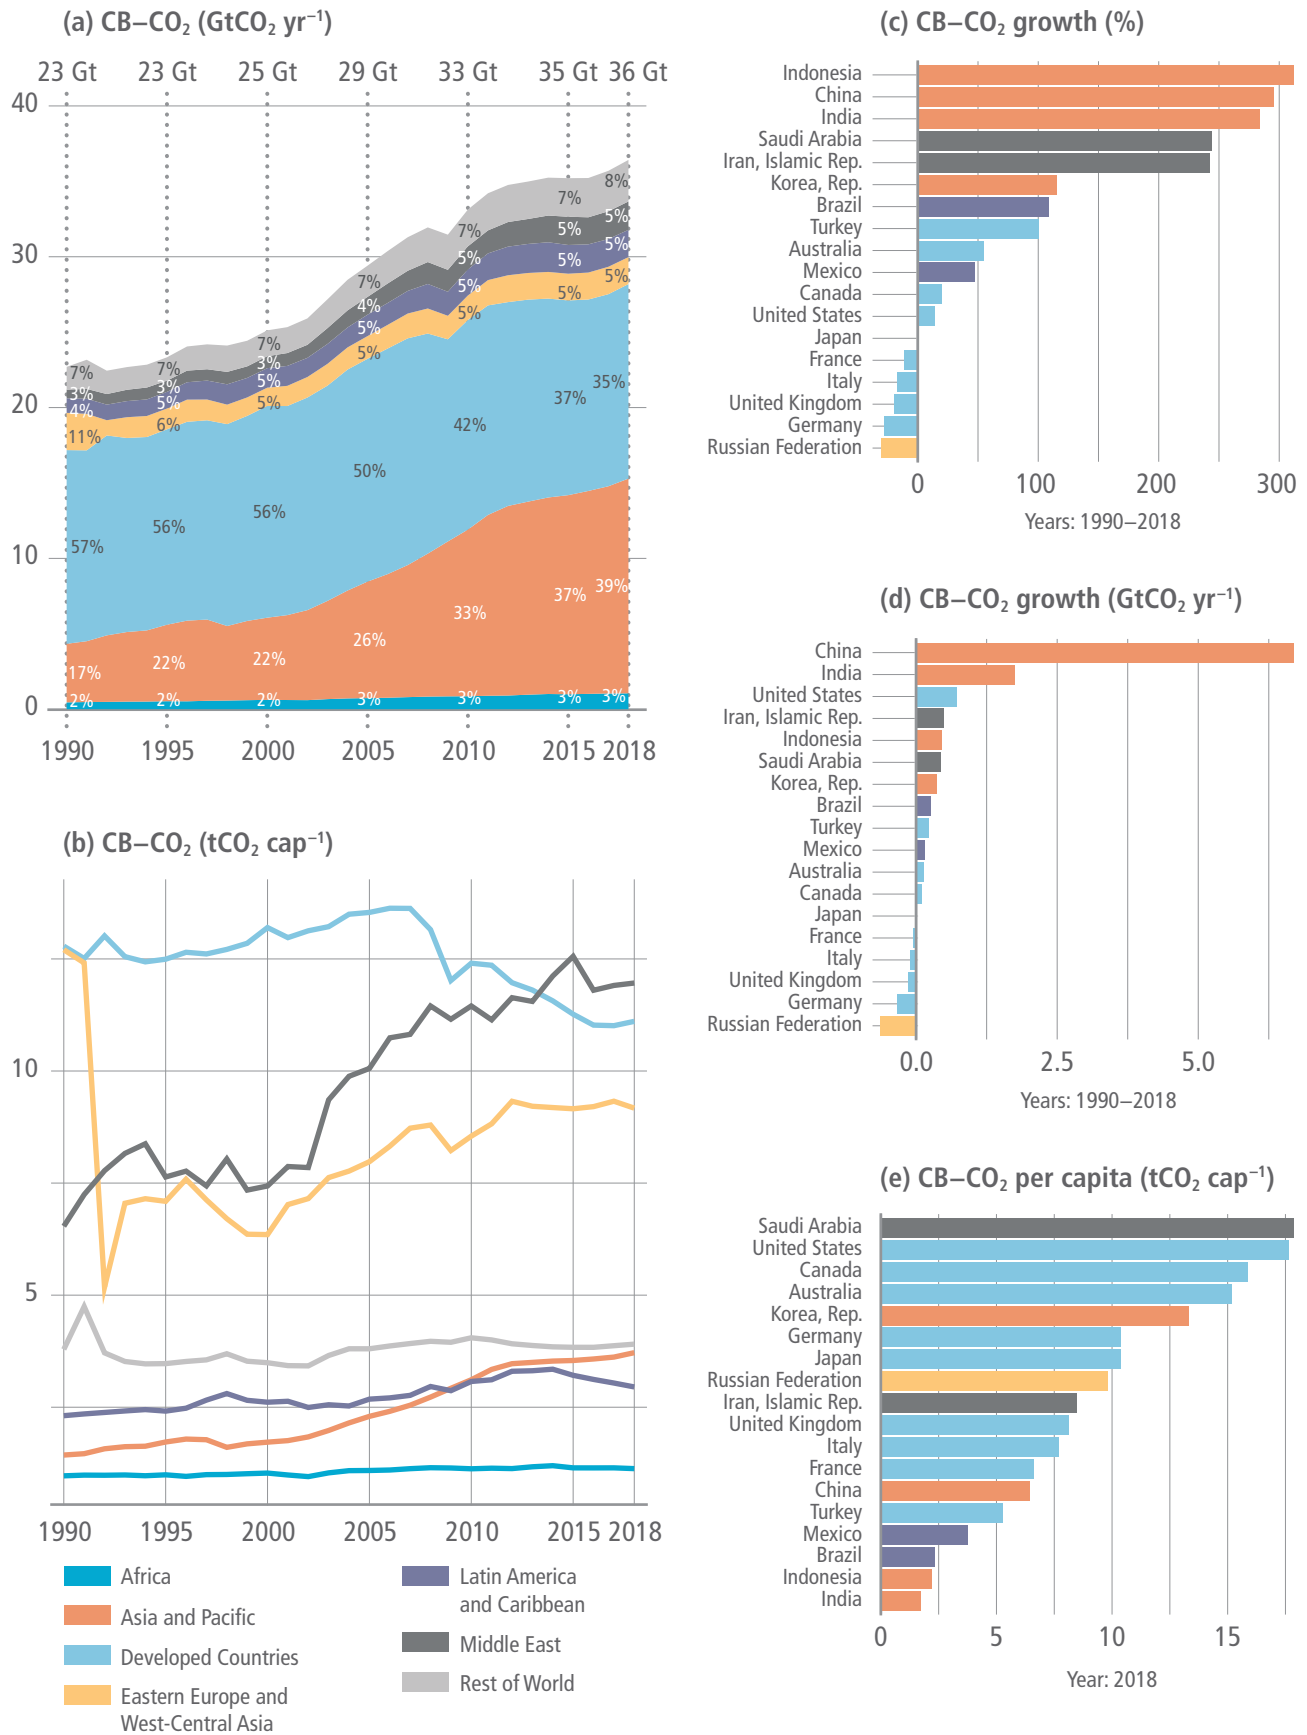 (a) CB–CO₂ (GtCO₂ yr⁻¹)
23 Gt 23 Gt 25 Gt 29 Gt 33 Gt 35 Gt 36 Gt
40
30
20
10
0
7% 7% 7% 7% 7% 7% 8%
3% 3% 3% 4% 5% 5% 5%
4% 5% 5% 5% 5% 5% 5%
11% 6% 5% 5% 5% 5% 5%
57% 56% 56% 50% 42% 37% 35%
17% 22% 22% 26% 33% 37% 39%
2% 2% 2% 3% 3% 3% 3%
1990 1995 2000 2005 2010 2015 2018
(b) CB–CO₂ (tCO₂ cap⁻¹)
10
5
1990 1995 2000 2005 2010 2015 2018
Africa
Asia and Pacific
Developed Countries
Eastern Europe and
West-Central Asia
Latin America
and Caribbean
Middle East
Rest of World
(c) CB–CO₂ growth (%)
Indonesia
China
India
Saudi Arabia
Iran, Islamic Rep.
Korea, Rep.
Brazil
Turkey
Australia
Mexico
Canada
United States
Japan
France
Italy
United Kingdom
Germany
Russian Federation
0 100 200 300
Years: 1990–2018
(d) CB–CO₂ growth (GtCO₂ yr⁻¹)
China
India
United States
Iran, Islamic Rep.
Indonesia
Saudi Arabia
Korea, Rep.
Brazil
Turkey
Mexico
Australia
Canada
Japan
France
Italy
United Kingdom
Germany
Russian Federation
0.0 2.5 5.0
Years: 1990–2018
(e) CB–CO₂ per capita (tCO₂ cap⁻¹)
Saudi Arabia
United States
Canada
Australia
Korea, Rep.
Germany
Japan
Russian Federation
Iran, Islamic Rep.
United Kingdom
Italy
France
China
Turkey
Mexico
Brazil
Indonesia
India
0 5 10 15
Year: 2018